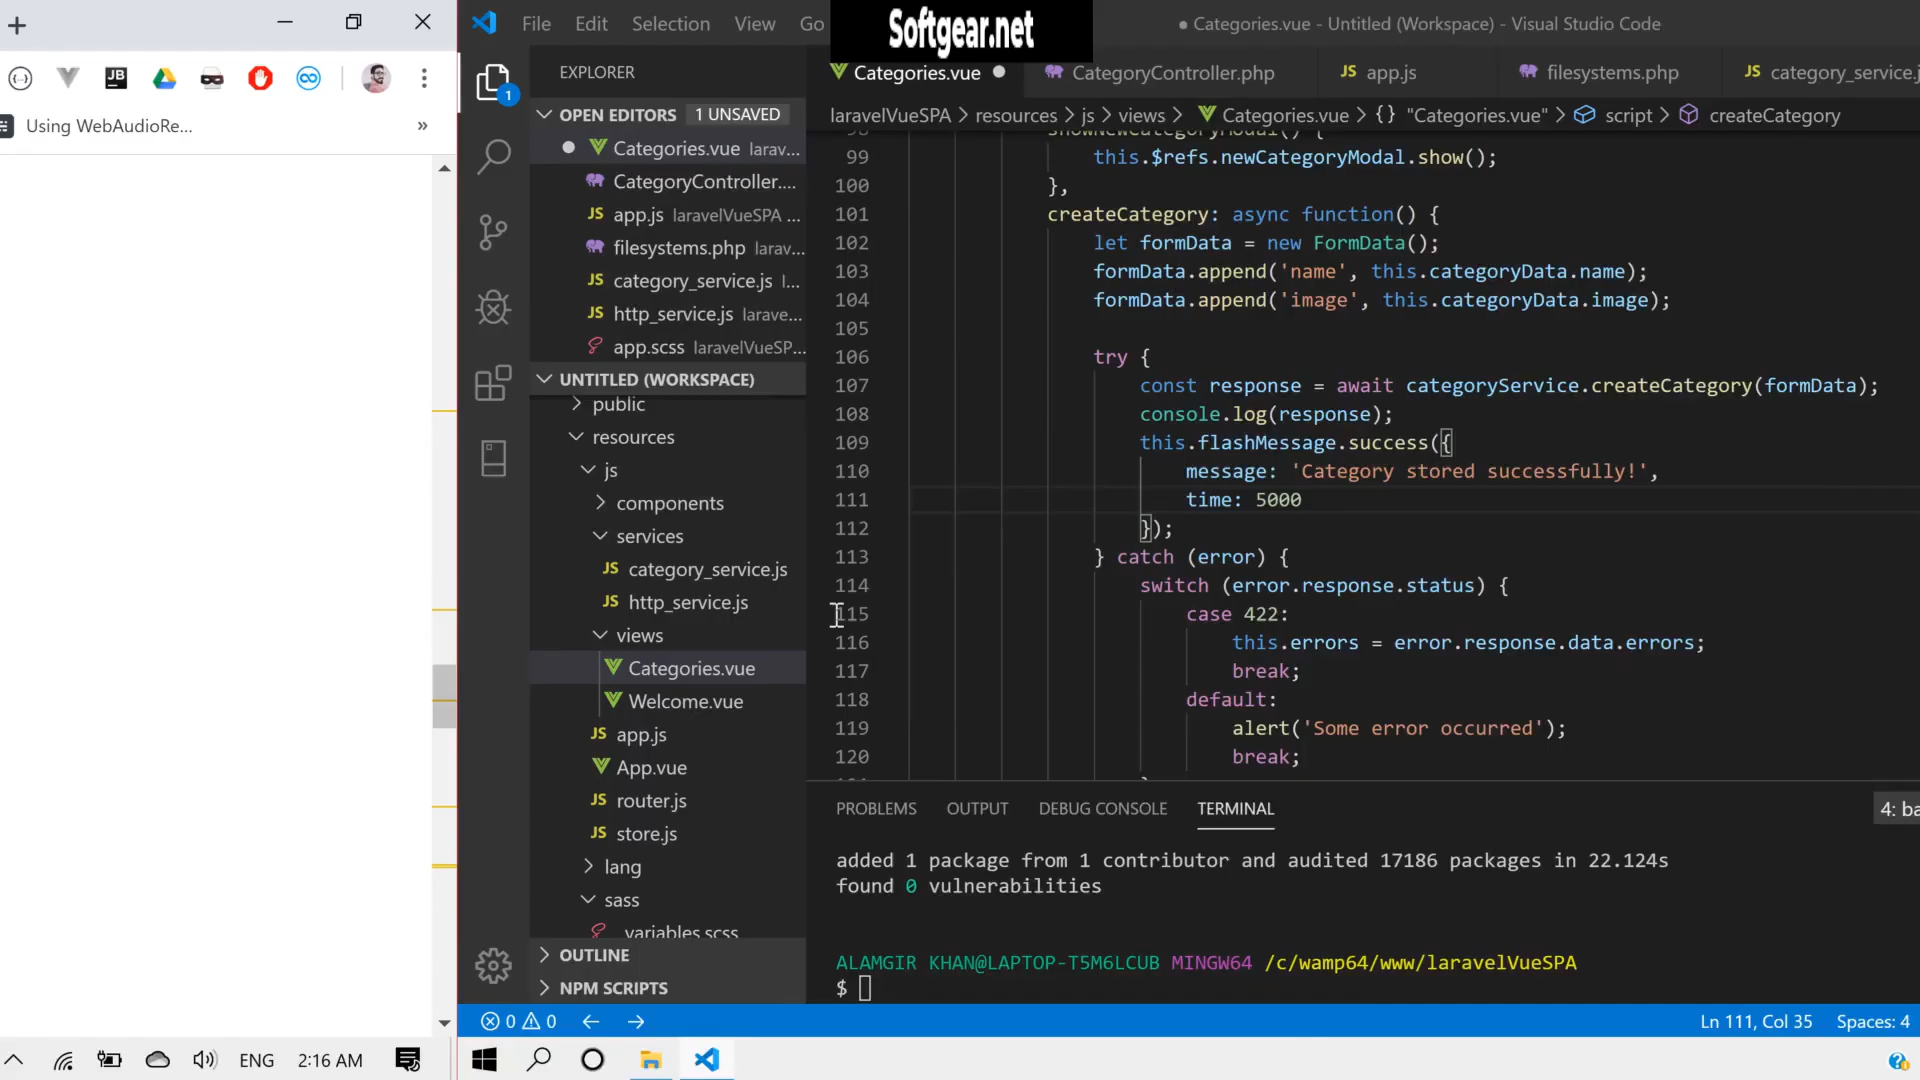 Softgear.net
File Edit Selection View Go
Categories.vue - Untitled (Workspace) - Visual Studio Code
JB
Using WebAudioRe...
»
EXPLORER
OPEN EDITORS 1 UNSAVED
Categories.vue larav...
CategoryController....
JS app.js laravelVueSPA ...
filesystems.php larav...
JS category_service.js l...
JS http_service.js larave...
app.scss laravelVueSP...
UNTITLED (WORKSPACE)
public
resources
js
components
services
JS category_service.js
JS http_service.js
views
Categories.vue
Welcome.vue
JS app.js
App.vue
JS router.js
JS store.js
lang
sass
_variables.scss
OUTLINE
NPM SCRIPTS
1
Categories.vue CategoryController.php JS app.js filesystems.php JS category_service.j
laravelVueSPA > resources > js > views > Categories.vue > {} "Categories.vue" > script > createCategory
98 showNewCategoryModal() {
99 this.$refs.newCategoryModal.show();
100 },
101 createCategory: async function() {
102 let formData = new FormData();
103 formData.append('name', this.categoryData.name);
104 formData.append('image', this.categoryData.image);
105
106 try {
107 const response = await categoryService.createCategory(formData);
108 console.log(response);
109 this.flashMessage.success({
110 message: 'Category stored successfully!',
111 time: 5000
112 });
113 } catch (error) {
114 switch (error.response.status) {
115 case 422:
116 this.errors = error.response.data.errors;
117 break;
118 default:
119 alert('Some error occurred');
120 break;
PROBLEMS OUTPUT DEBUG CONSOLE TERMINAL 4: ba
added 1 package from 1 contributor and audited 17186 packages in 22.124s
found 0 vulnerabilities
ALAMGIR KHAN@LAPTOP-T5M6LCUB MINGW64 /c/wamp64/www/laravelVueSPA
$
0 0 Ln 111, Col 35 Spaces: 4
ENG 2:16 AM